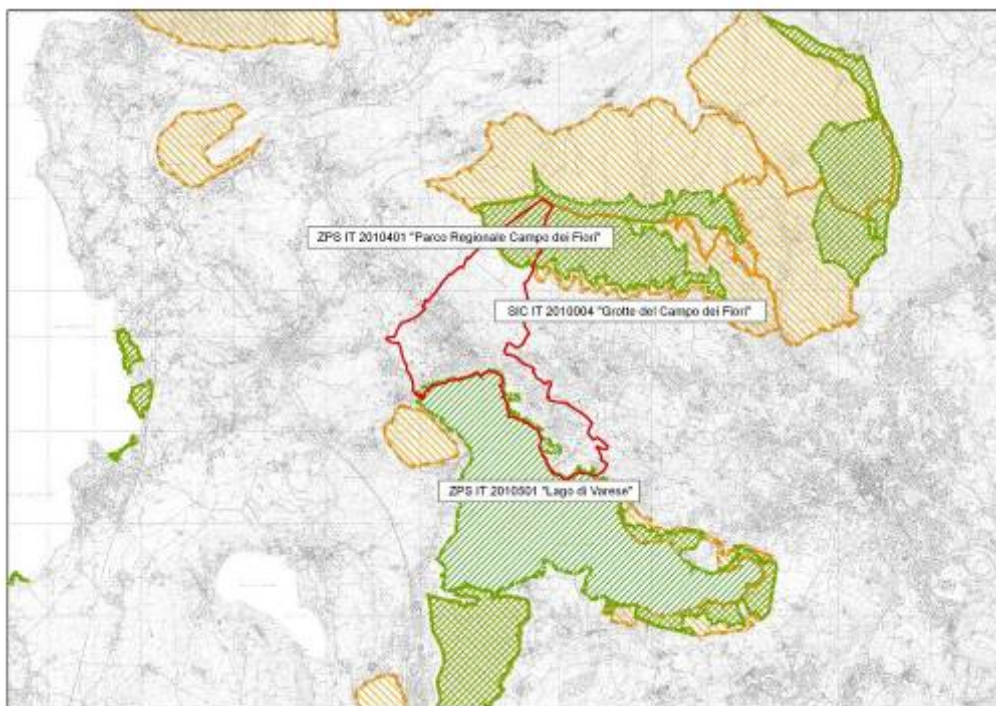 ZPS IT 2010401 "Parco Regionale Campo dei Fiori"
SIC IT 2010004 "Grotte del Campo dei Fiori"
ZPS IT 2010501 "Lago di Varese"